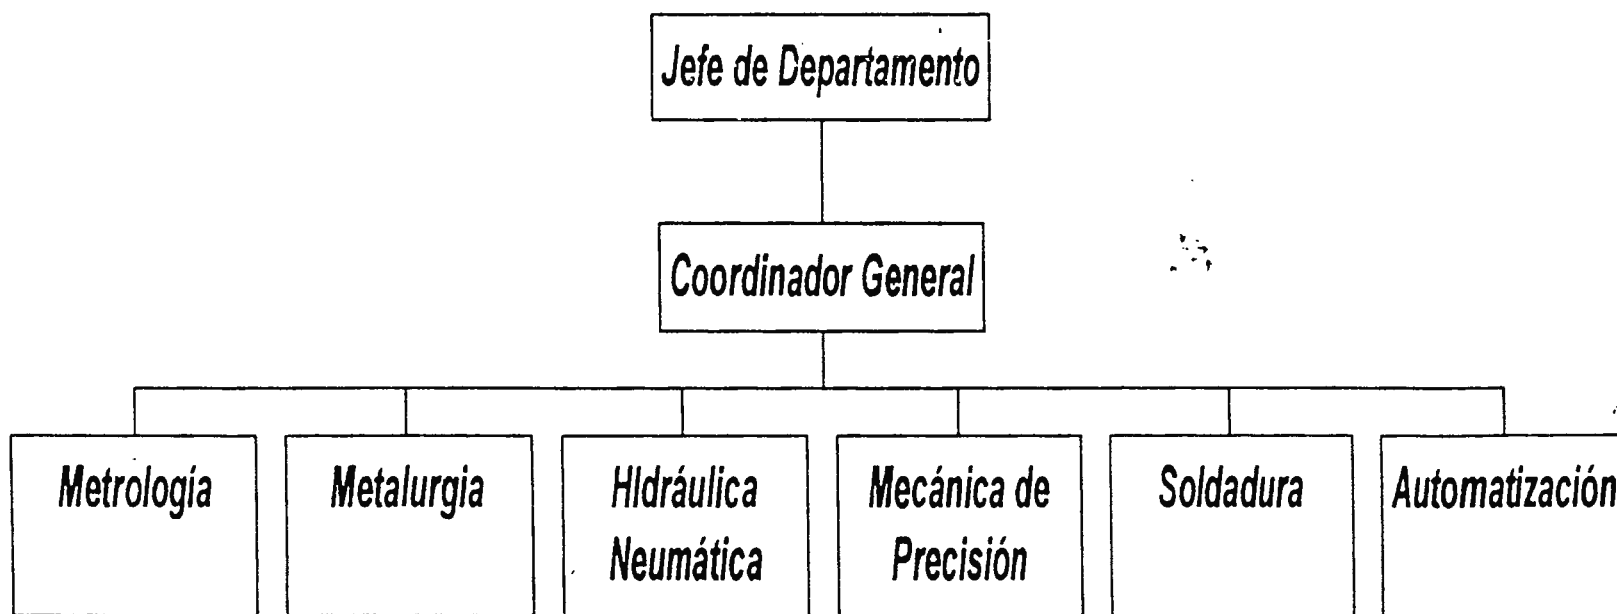 Jefe de Departamento
Coordinador General
Metrología
Metalurgia
HIdráulica
Neumática
Mecánica de
Precisión
Soldadura
Automatización